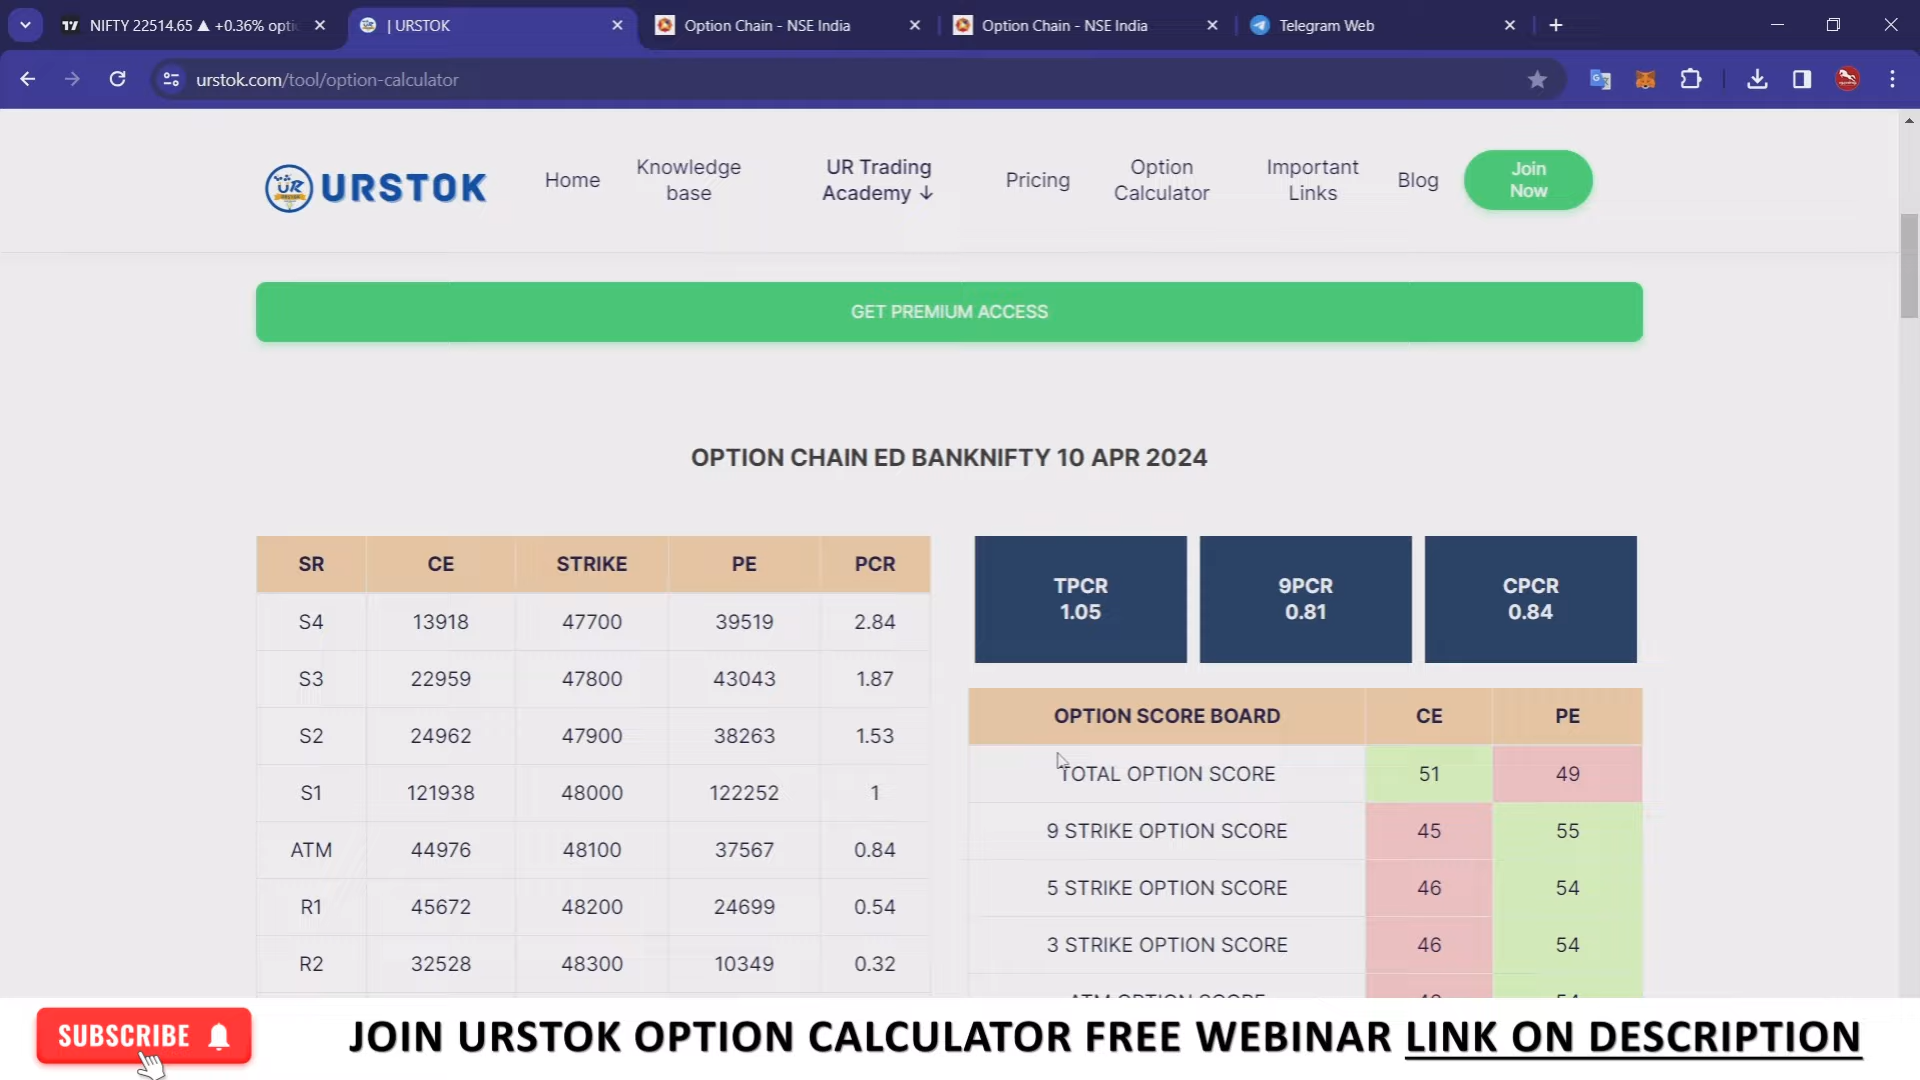 NIFTY 22514.65 ▲ +0.36% opti
| URSTOK
Option Chain - NSE India
Option Chain - NSE India
Telegram Web
urstok.com/tool/option-calculator
URSTOK
Home
Knowledge base
UR Trading Academy ↓
Pricing
Option Calculator
Important Links
Blog
Join Now
GET PREMIUM ACCESS
OPTION CHAIN ED BANKNIFTY 10 APR 2024
SR CE STRIKE PE PCR
S4 13918 47700 39519 2.84
S3 22959 47800 43043 1.87
S2 24962 47900 38263 1.53
S1 121938 48000 122252 1
ATM 44976 48100 37567 0.84
R1 45672 48200 24699 0.54
R2 32528 48300 10349 0.32
TPCR 9PCR CPCR
1.05 0.81 0.84
OPTION SCORE BOARD CE PE
TOTAL OPTION SCORE 51 49
9 STRIKE OPTION SCORE 45 55
5 STRIKE OPTION SCORE 46 54
3 STRIKE OPTION SCORE 46 54
ATM OPTION SCORE
SUBSCRIBE
JOIN URSTOK OPTION CALCULATOR FREE WEBINAR LINK ON DESCRIPTION